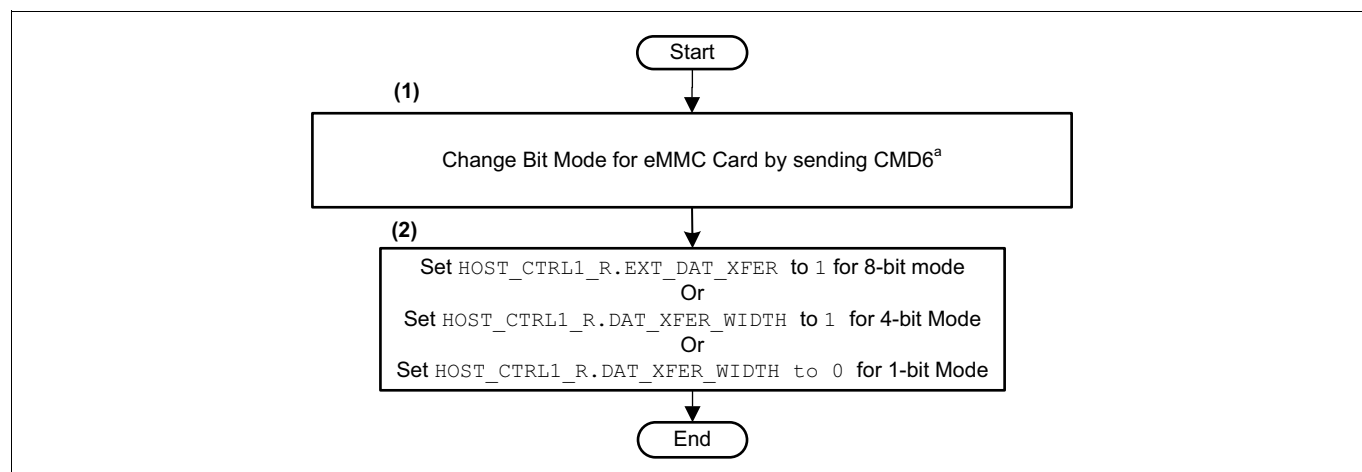 Start
(1)
Change Bit Mode for eMMC Card by sending CMD6a
(2)
Set HOST_CTRL1_R.EXT_DAT_XFER to 1 for 8-bit mode
Or
Set HOST_CTRL1_R.DAT_XFER_WIDTH to 1 for 4-bit Mode
Or
Set HOST_CTRL1_R.DAT_XFER_WIDTH to 0 for 1-bit Mode
End